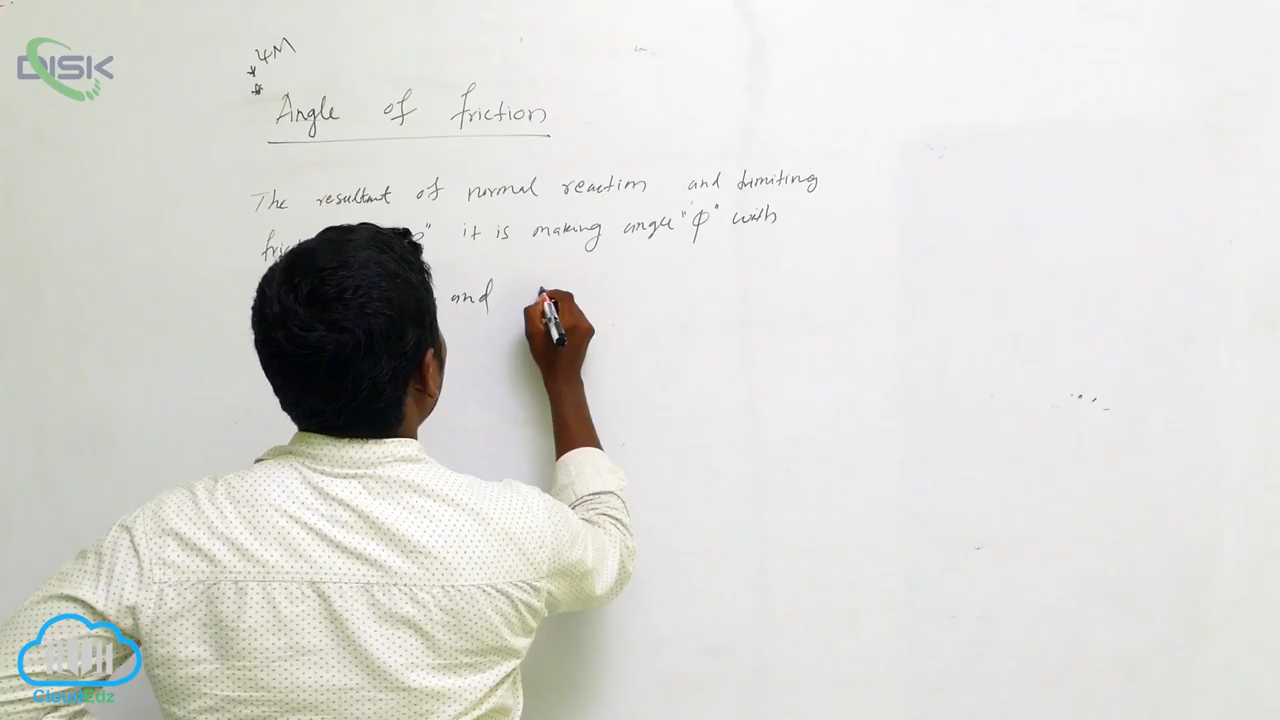 DISK
4M
Angle of friction
The resultant of normal reaction and limiting
it is making angle "φ" with
and
CloudEdz